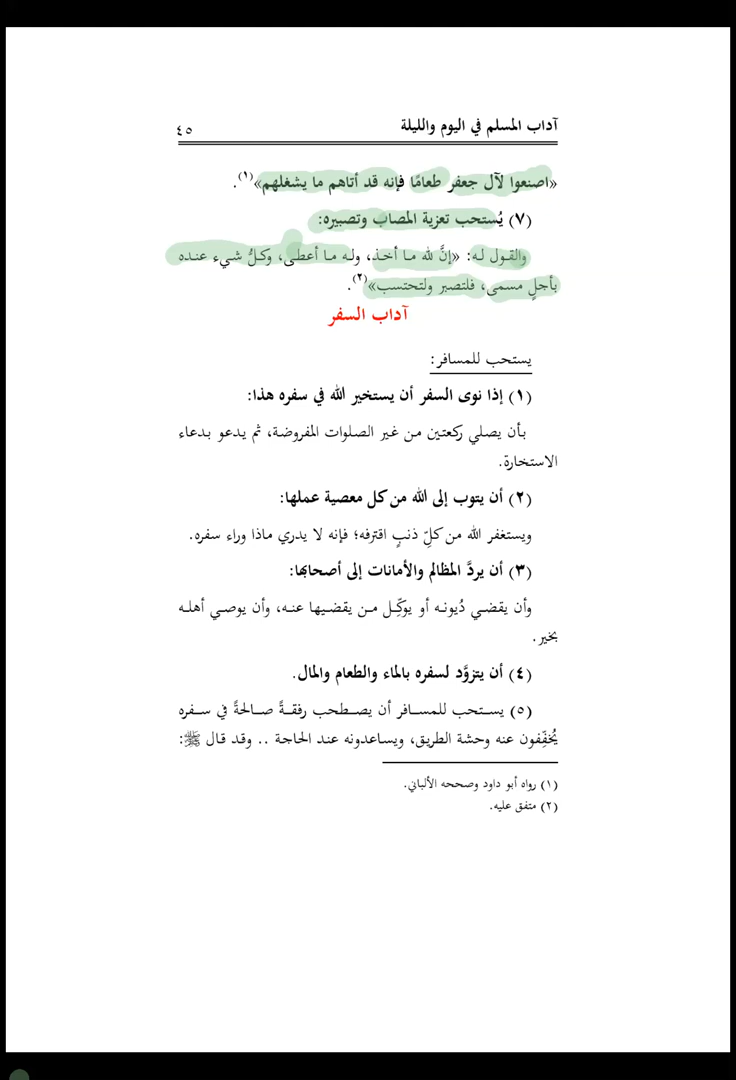 آداب المسلم في اليوم والليلة ٤٥
«اصنعوا لآل جعفر طعامًا فإنه قد أتاهم ما يشغلهم»(١).
(٧) يُستحب تعزية المصاب وتصبيره:
والقول له: «إنَّ لله ما أخذ، وله ما أعطى، وكلُّ شيء عنده
بأجلٍ مسمى، فلتصبر ولتحتسب»(٢).
آداب السفر
يستحب للمسافر:
(١) إذا نوى السفر أن يستخير الله في سفره هذا:
بأن يصلي ركعتين من غير الصلوات المفروضة، ثم يدعو بدعاء
الاستخارة.
(٢) أن يتوب إلى الله من كل معصية عملها:
ويستغفر الله من كلِّ ذنبٍ اقترفه؛ فإنه لا يدري ماذا وراء سفره.
(٣) أن يردَّ المظالم والأمانات إلى أصحابها:
وأن يقضي دُيونه أو يوكِّل من يقضيها عنه، وأن يوصي أهله
بخير.
(٤) أن يتزوَّد لسفره بالماء والطعام والمال.
(٥) يستحب للمسافر أن يصطحب رفقةً صالحةً في سفره
يُخفِّفون عنه وحشة الطريق، ويساعدونه عند الحاجة .. وقد قال ﷺ:
(١) رواه أبو داود وصححه الألباني.
(٢) متفق عليه.